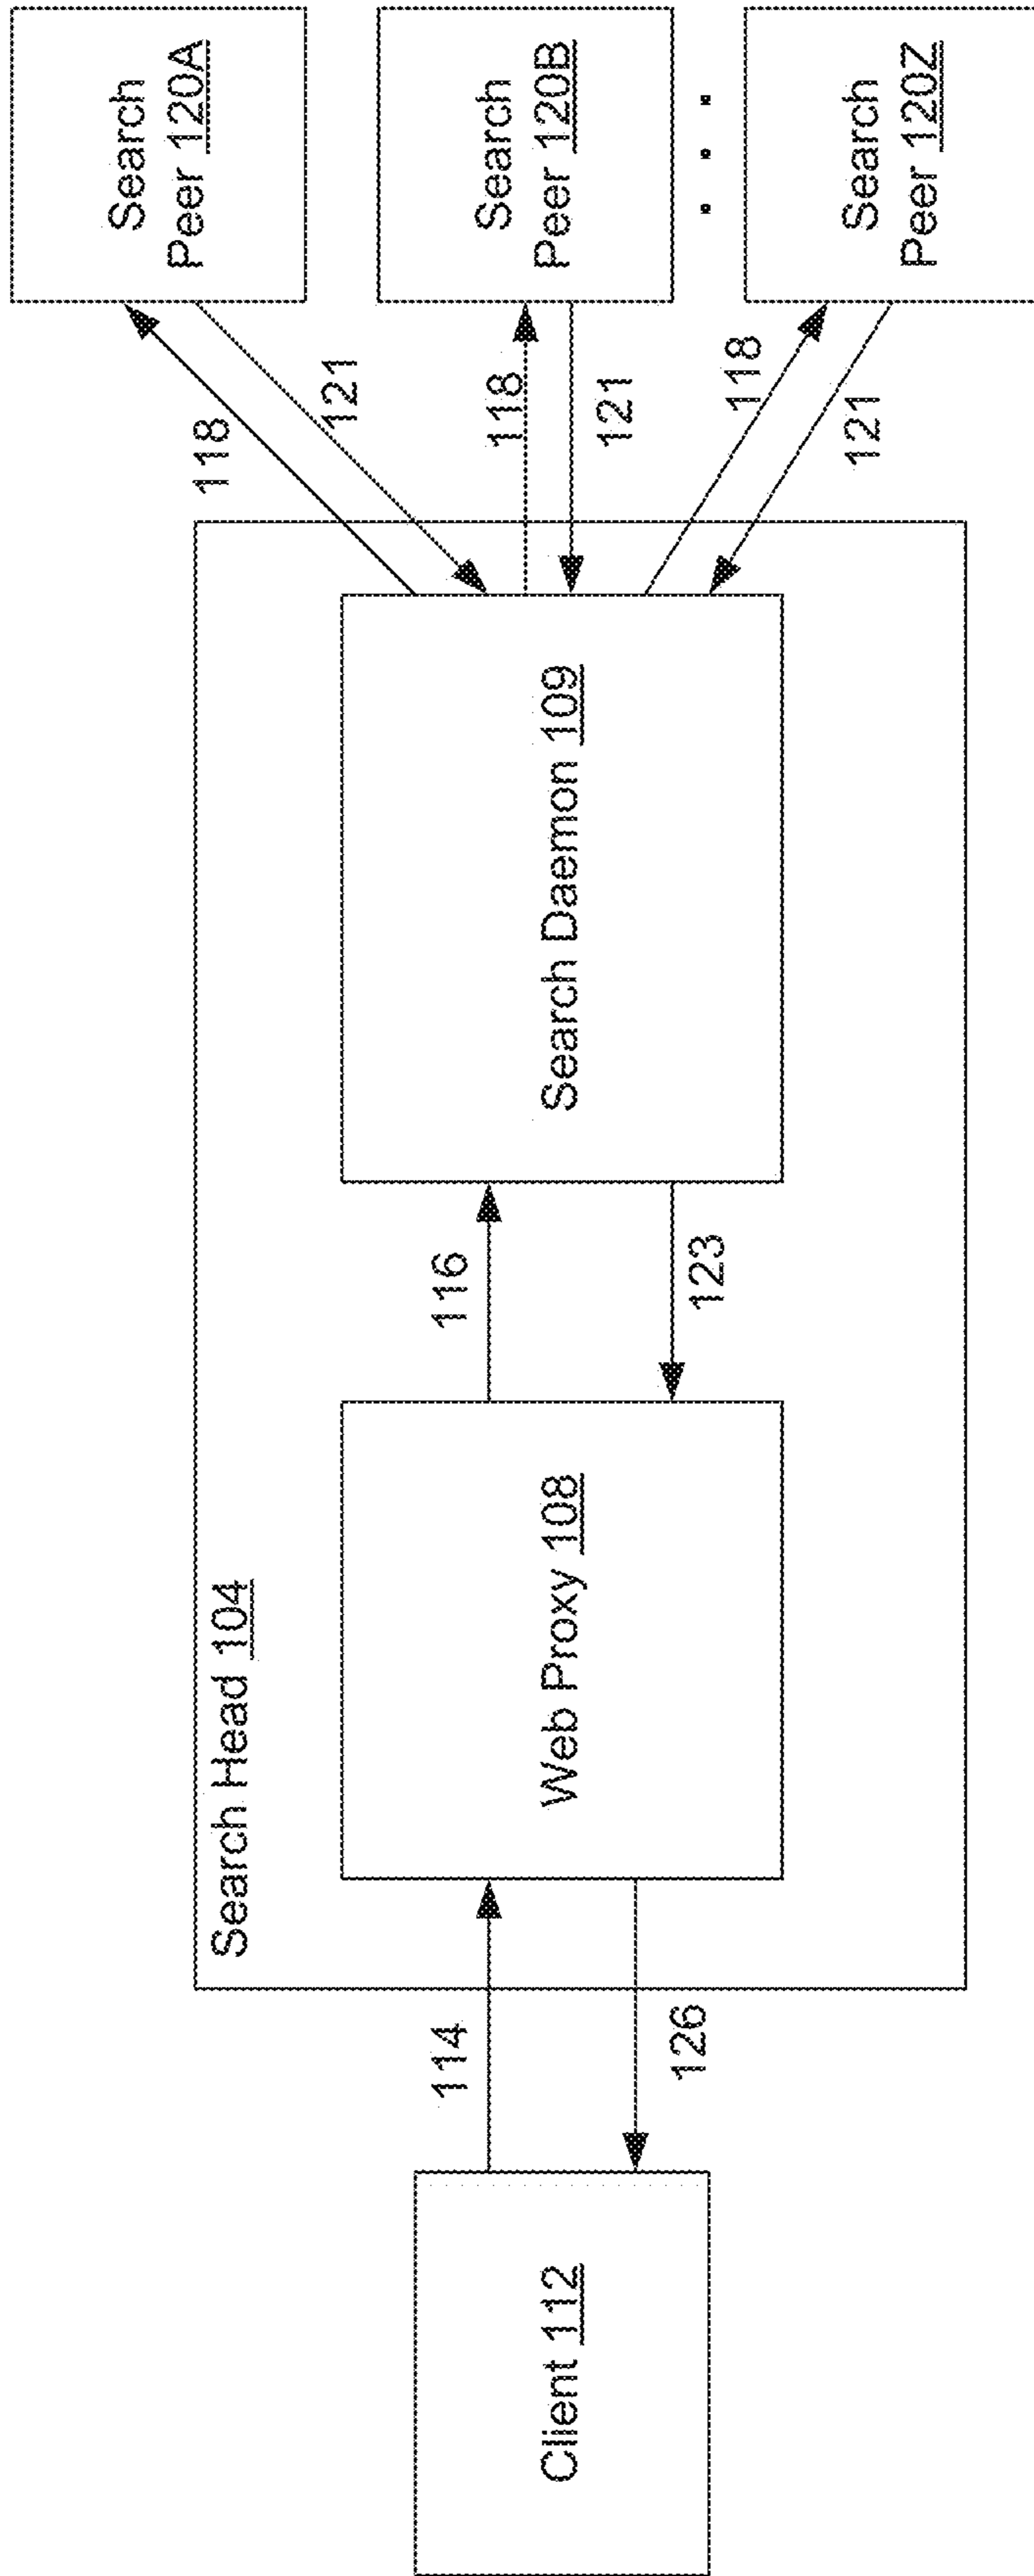 Search Head 104
Client 112
114
126
Web Proxy 108
116
123
Search Daemon 109
118
121
118
121
118
121
Search
Peer 120A
Search
Peer 120B
Search
Peer 120Z